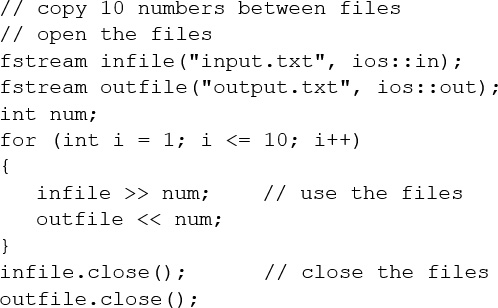 // copy 10 numbers between files
// open the files
fstream infile("input.txt", ios::in);
fstream outfile("output.txt", ios::out);
int num;
for (int i = 1; i <= 10; i++)
{
   infile >> num;    // use the files
   outfile << num;
}
infile.close();      // close the files
outfile.close();